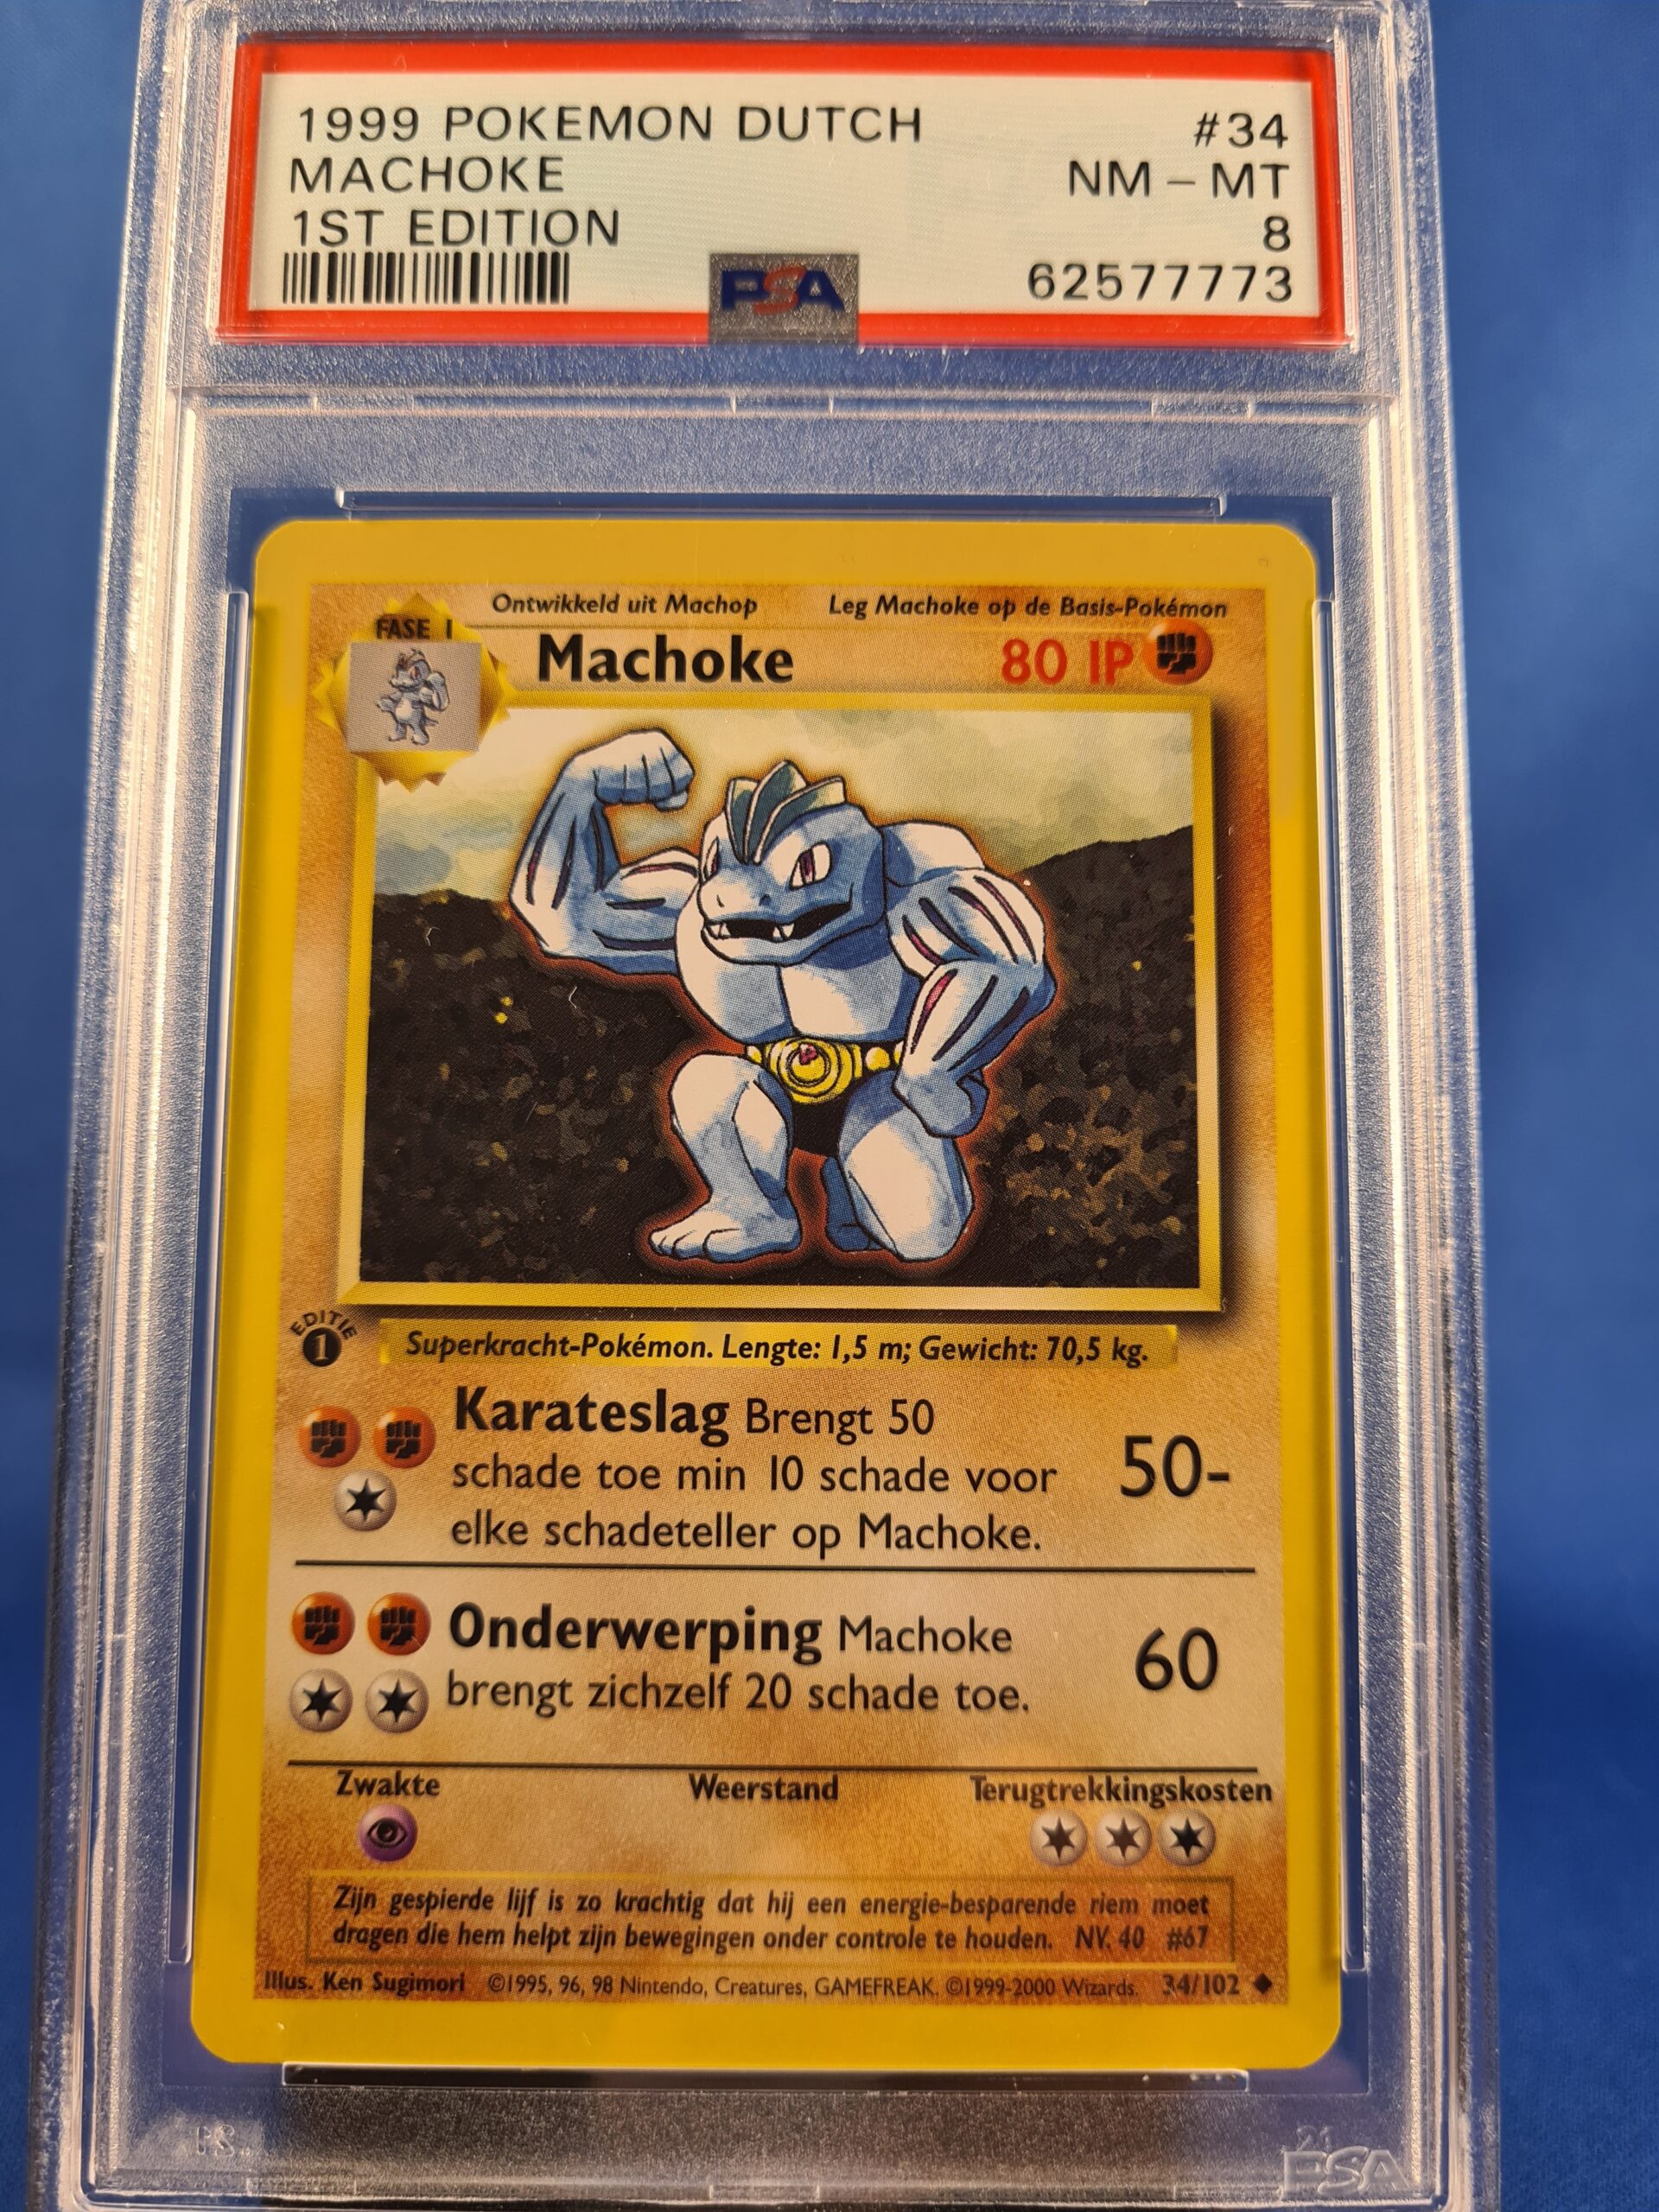 1999 POKEMON DUTCH #34
MACHOKE NM - MT
1ST EDITION 8
PSA 62577773
Ontwikkeld uit Machop Leg Machoke op de Basis-Pokémon
FASE 1
Machoke 80 IP
EDITIE
1
Superkracht-Pokémon. Lengte: 1,5 m; Gewicht: 70,5 kg.
Karateslag Brengt 50
schade toe min 10 schade voor
elke schadeteller op Machoke.
50-
Onderwerping Machoke
brengt zichzelf 20 schade toe.
60
Zwakte Weerstand Terugtrekkingskosten
Zijn gespierde lijf is zo krachtig dat hij een energie-besparende riem moet
dragen die hem helpt zijn bewegingen onder controle te houden. NV. 40 #67
Illus. Ken Sugimori ©1995, 96, 98 Nintendo, Creatures, GAMEFREAK. ©1999-2000 Wizards. 34/102
PSA